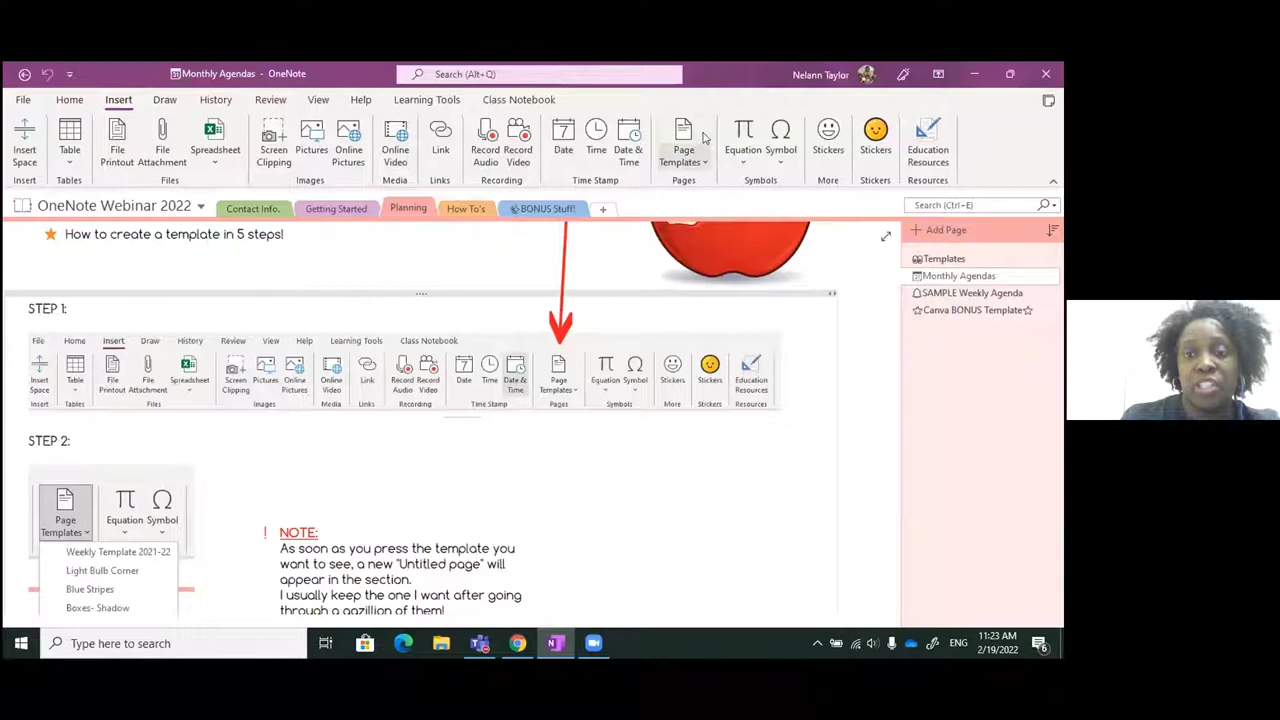 Monthly Agendas - OneNote
Search (Alt+Q)
Nelann Taylor
File Home Insert Draw History Review View Help Learning Tools Class Notebook
Insert Space
Table
File Printout
File Attachment
Spreadsheet
Screen Clipping
Pictures
Online Pictures
Online Video
Link
Record Audio
Record Video
Date
Time
Date & Time
Page Templates
Equation
Symbol
Stickers
Stickers
Education Resources
Insert Tables Files Images Media Links Recording Time Stamp Pages Symbols More Stickers Resources
OneNote Webinar 2022
Contact Info. Getting Started Planning How To's BONUS Stuff!
Search (Ctrl+E)
Add Page
Templates
Monthly Agendas
SAMPLE Weekly Agenda
Canva BONUS Template
How to create a template in 5 steps!
STEP 1:
File Home Insert Draw History Review View Help Learning Tools Class Notebook
Insert Space
Table
File Printout
File Attachment
Spreadsheet
Screen Clipping
Pictures
Online Pictures
Online Video
Link
Record Audio
Record Video
Date
Time
Date & Time
Page Templates
Equation
Symbol
Stickers
Stickers
Education Resources
Insert Tables Files Images Media Links Recording Time Stamp Pages Symbols More Stickers Resources
STEP 2:
Page Templates
Equation
Symbol
Weekly Template 2021-22
Light Bulb Corner
Blue Stripes
Boxes- Shadow
! NOTE:
As soon as you press the template you
want to see, a new "Untitled page" will
appear in the section.
I usually keep the one I want after going
through a gazillion of them!
Type here to search
ENG
11:23 AM
2/19/2022
6